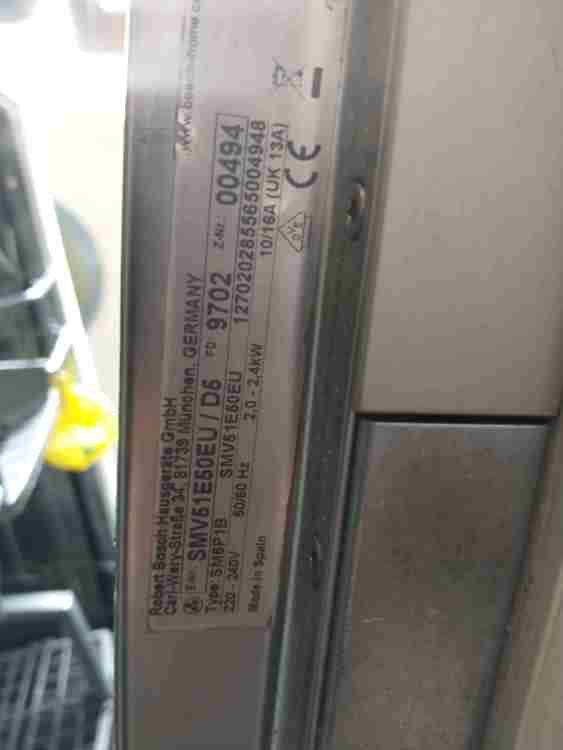 Robert Bosch Hausgeräte GmbH
Carl-Wery-Straße 34, 81739 München, GERMANY
www.bosch-home.c
E-Nr. SMV51E50EU / D5 FD 9702 Z-Nr. 00494
Type: SM6P1B SMV51E50EU 127020285565004948
220 - 240V 50/60 Hz 2,0 - 2,4kW 10/16A (UK 13A)
Made in Spain
CE